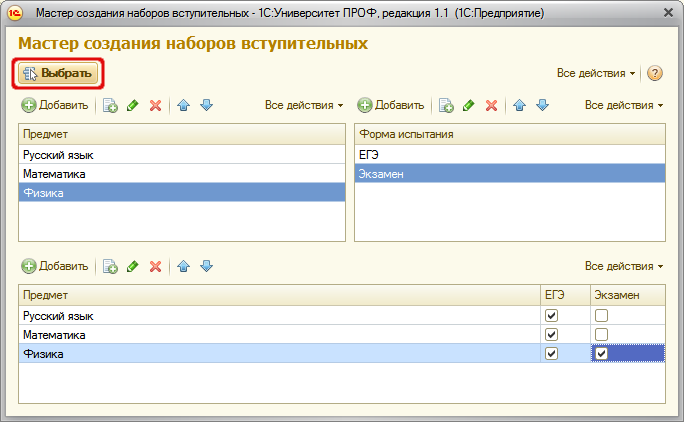 Мастер создания наборов вступительных - 1С:Университет ПРОФ, редакция 1.1 (1С:Предприятие)
Мастер создания наборов вступительных
Выбрать
Все действия
?
Добавить Все действия
Добавить Все действия
Предмет
Русский язык
Математика
Физика
Форма испытания
ЕГЭ
Экзамен
Добавить Все действия
Предмет ЕГЭ Экзамен
Русский язык
Математика
Физика